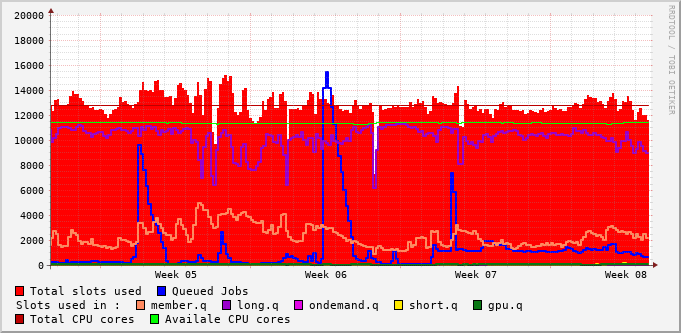 20000
18000
16000
14000
12000
10000
8000
6000
4000
2000
0
Week 05 Week 06 Week 07 Week 08
Total slots used Queued Jobs
Slots used in : member.q long.q ondemand.q short.q gpu.q
Total CPU cores Availale CPU cores
RRDTOOL / TOBI OETIKER